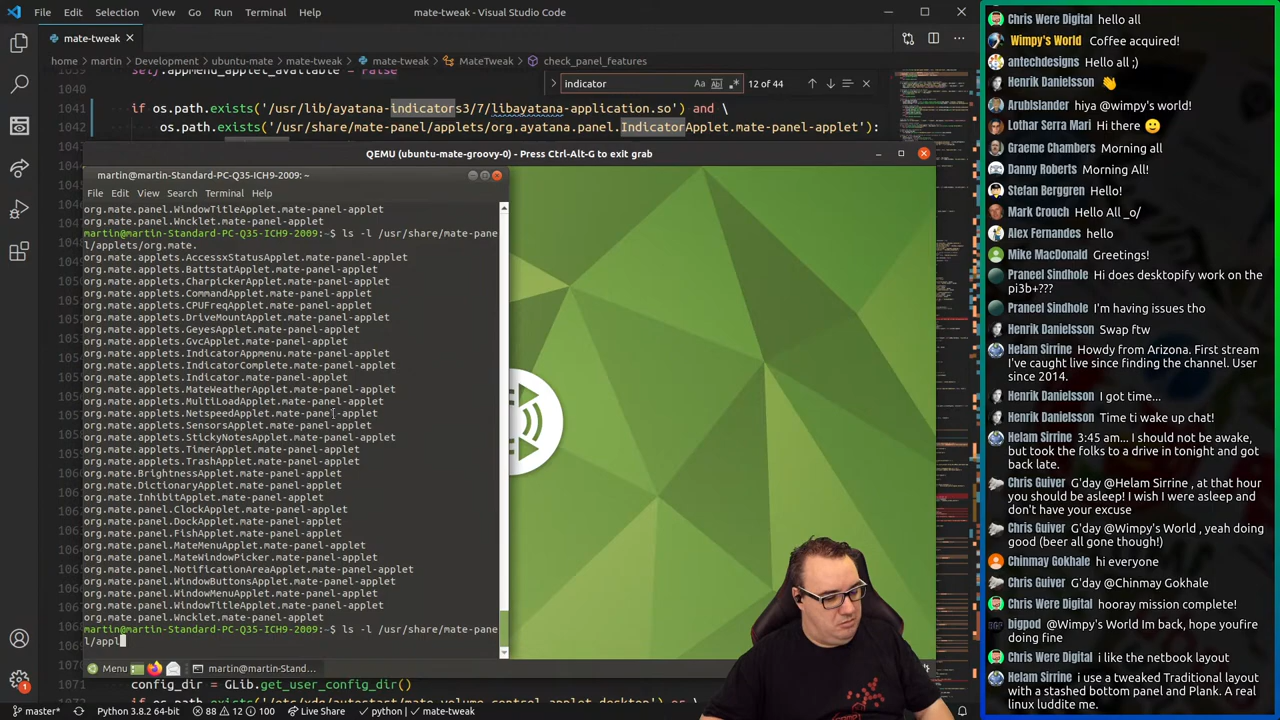 File Edit Selection View Go Run Terminal Help
mate-tweak - Visual Studio Code
mate-tweak
home > martin > Development > ubuntu-mate > mate-tweak > mate-tweak > MateTweak > check_panel_features
indicator
12 of 44
1040
1041 if os.path.exists('/usr/lib/ayatana-indicators3/7/libayatana-application.so') and \
1042 os.path.exists('/usr/share/mate-panel/applets/org.ayatana.panel.IndicatorApplet.mate-panel-applet'):
QEMU (ubuntu-mate-groovy-0) - Press Ctrl-Alt-G to exit grab
martin@martin-Standard-PC-Q35-ICH9-2009: ~
File Edit View Search Terminal Help
org.mate.panel.WindowTitleApplet.mate-panel-applet
org.mate.panel.Wncklet.mate-panel-applet
martin@martin-Standard-PC-Q35-ICH9-2009:~$ ls -l /usr/share/mate-pane
l/applets/org.mate.
org.mate.applets.AccessxStatusApplet.mate-panel-applet
org.mate.applets.BattstatApplet.mate-panel-applet
org.mate.applets.CharpickerApplet.mate-panel-applet
org.mate.applets.CommandApplet.mate-panel-applet
org.mate.applets.CPUFreqApplet.mate-panel-applet
org.mate.applets.DriveMountApplet.mate-panel-applet
org.mate.applets.GeyesApplet.mate-panel-applet
org.mate.applets.GvcApplet.mate-panel-applet
org.mate.applets.IndicatorAppmenu.mate-panel-applet
org.mate.applets.IndicatorComplete.mate-panel-applet
org.mate.applets.Indicator.mate-panel-applet
org.mate.applets.MateWeatherApplet.mate-panel-applet
org.mate.applets.MultiLoadApplet.mate-panel-applet
org.mate.applets.NetspeedApplet.mate-panel-applet
org.mate.applets.SensorsApplet.mate-panel-applet
org.mate.applets.StickyNotesApplet.mate-panel-applet
org.mate.applets.TimerApplet.mate-panel-applet
org.mate.applets.TrashApplet.mate-panel-applet
org.mate.BrightnessApplet.mate-panel-applet
org.mate.DictionaryApplet.mate-panel-applet
org.mate.InhibitApplet.mate-panel-applet
org.mate.panel.ClockApplet.mate-panel-applet
org.mate.panel.DockApplet.mate-panel-applet
org.mate.panel.FishApplet.mate-panel-applet
org.mate.panel.MateMenuApplet.mate-panel-applet
org.mate.panel.MateWindowPicker.mate-panel-applet
org.mate.panel.NotificationAreaApplet.mate-panel-applet
org.mate.panel.WindowButtonApplet.mate-panel-applet
org.mate.panel.WindowMenuApplet.mate-panel-applet
org.mate.panel.WindowTitleApplet.mate-panel-applet
org.mate.panel.Wncklet.mate-panel-applet
martin@martin-Standard-PC-Q35-ICH9-2009:~$ ls -l /usr/share/mate-pane
l/appl
Menu
martin@martin-Stand...
1071 config_dir = get_user_config_dir()
master* Python 3.8.2 64-bit 88 100 Live Share python mate-tweak
Chris Were Digital hello all
Wimpy's World Coffee acquired!
antechdesigns Hello all ;)
Henrik Danielsson 👋
ArubIslander hiya @wimpy's world!
Lothar Serra Mari Hi there 🙂
Graeme Chambers Morning all
Danny Roberts Morning All!
Stefan Berggren Hello!
Mark Crouch Hello All _o/
Alex Fernandes hello
Mike MacDonald Greetings!
Praneel Sindhole Hi does desktopify work on the
pi3b+???
Praneel Sindhole I'm having issues tho
Henrik Danielsson Swap ftw
Helam Sirrine Howdy from Arizona. First stream
I've caught live since finding the channel. User
since 2014.
Henrik Danielsson I got time...
Henrik Danielsson Time ti wake up chat!
Helam Sirrine 3:45 am... I should not be awake,
but took the folks on a drive in tonight and got
back late.
Chris Guiver G'day @Helam Sirrine , at that hour
you should be asleep! I wish I were asleep and
don't have your excuse
Chris Guiver G'day @Wimpy's World , yeah doing
good (beer all gone though!)
Chinmay Gokhale hi everyone
Chris Guiver G'day @Chinmay Gokhale
Chris Were Digital hooray mission complete!
bigpod @Wimpy's World Im back, hope youfire
doing fine
Chris Were Digital i like the netbook layout
Helam Sirrine I use tweaked Traditional layout
with a stashed bottom panel and Plank. A real
linux luddite me.